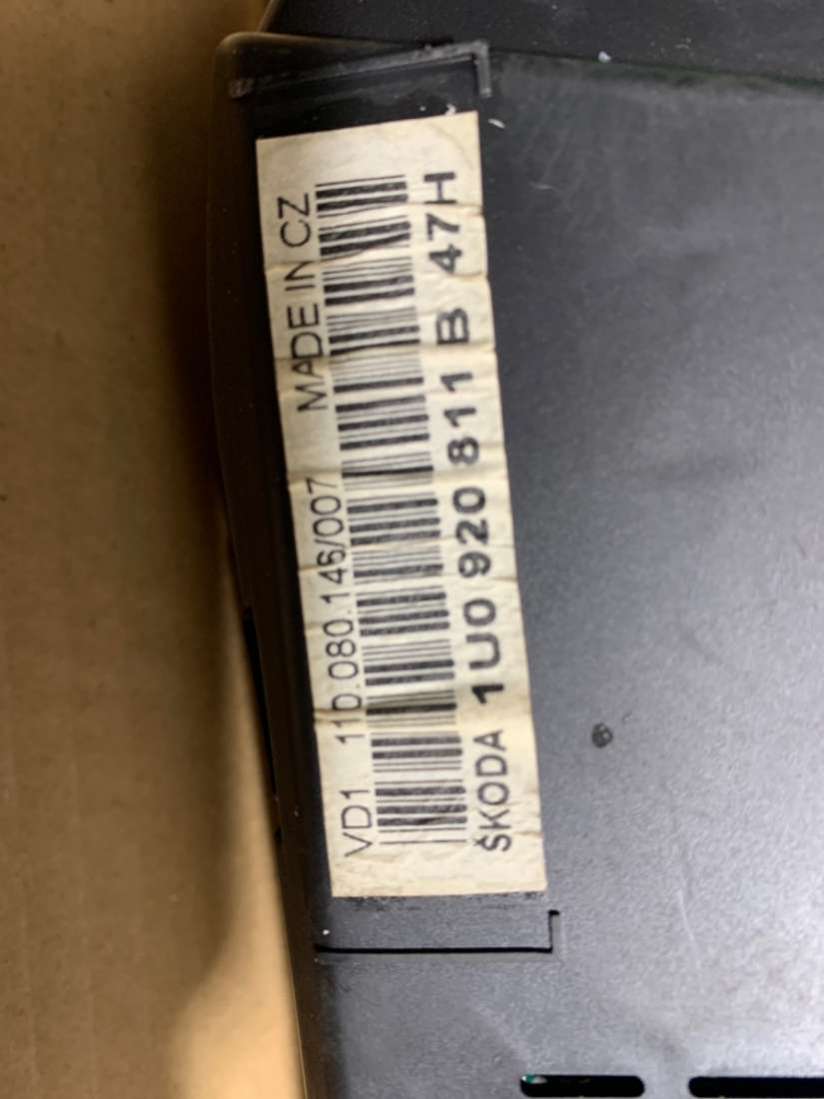 VD1 110.080.146/007 MADE IN CZ
ŠKODA 1U0 920 811 B 47H